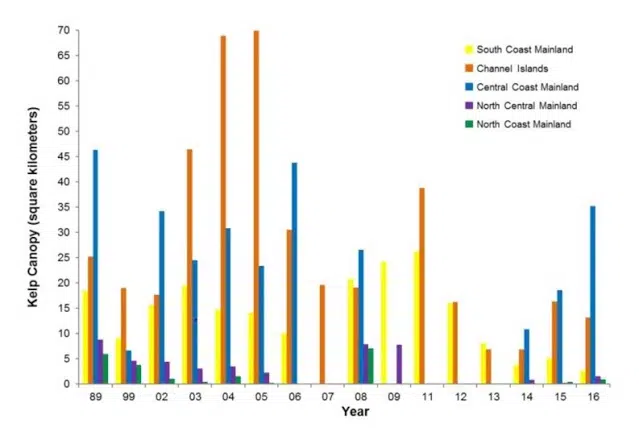 70
65
60
55
50
45
40
35
30
25
20
15
10
5
0
Kelp Canopy (square kilometers)
South Coast Mainland
Channel Islands
Central Coast Mainland
North Central Mainland
North Coast Mainland
89 99 02 03 04 05 06 07 08 09 11 12 13 14 15 16
Year